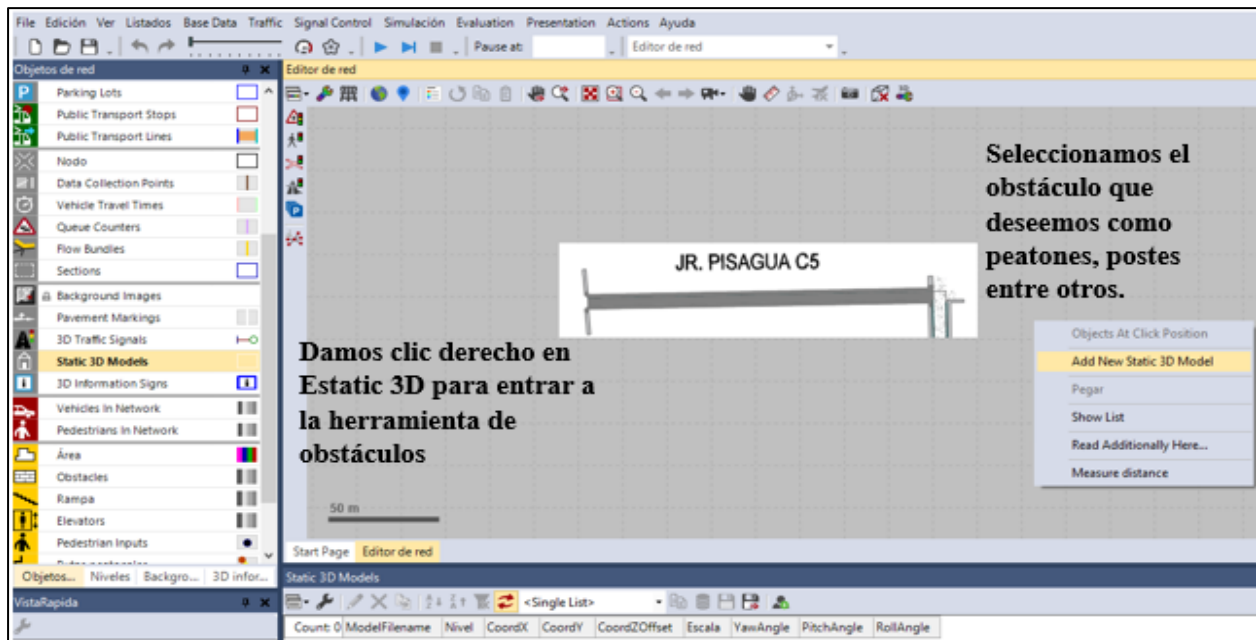 File Edición Ver Listados Base Data Traffic Signal Control Simulación Evaluation Presentation Actions Ayuda
Pause at: Editor de red
Objetos de red
Editor de red
Parking Lots
Public Transport Stops
Public Transport Lines
Nodo
Data Collection Points
Vehicle Travel Times
Queue Counters
Flow Bundles
Sections
Background Images
Pavement Markings
3D Traffic Signals
Static 3D Models
3D Information Signs
Vehicles In Network
Pedestrians In Network
Área
Obstacles
Rampa
Elevators
Pedestrian Inputs
Objetos... Niveles Backgro... 3D infor...
VistaRapida
JR. PISAGUA C5
Damos clic derecho en
Estatic 3D para entrar a
la herramienta de
obstáculos
Seleccionamos el
obstáculo que
deseemos como
peatones, postes
entre otros.
Objects At Click Position
Add New Static 3D Model
Pegar
Show List
Read Additionally Here...
Measure distance
50 m
Start Page Editor de red
Static 3D Models
<Single List>
Count: 0 ModelFilename Nivel CoordX CoordY CoordZOffset Escala YawAngle PitchAngle RollAngle